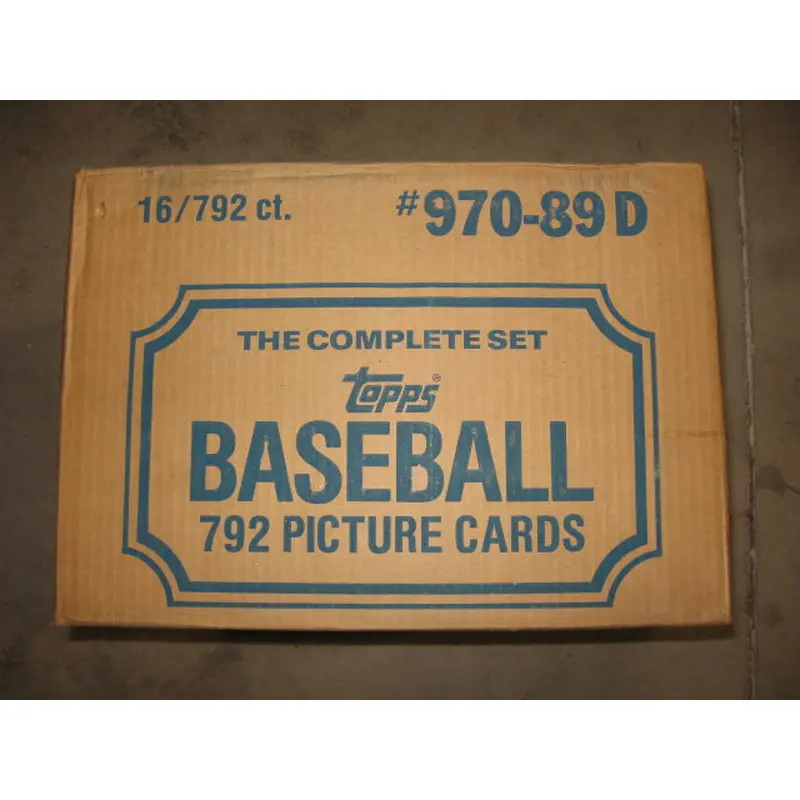 16/792 ct. #970-89 D
THE COMPLETE SET
topps®
BASEBALL
792 PICTURE CARDS